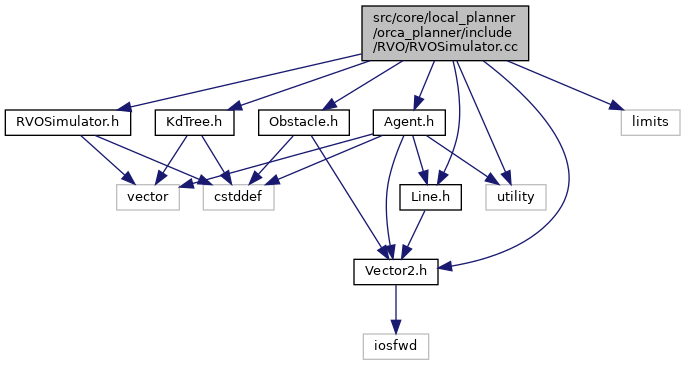 src/core/local_planner
/orca_planner/include
/RVO/RVOSimulator.cc
RVOSimulator.h
KdTree.h
Obstacle.h
Agent.h
limits
vector
cstddef
Line.h
utility
Vector2.h
iosfwd